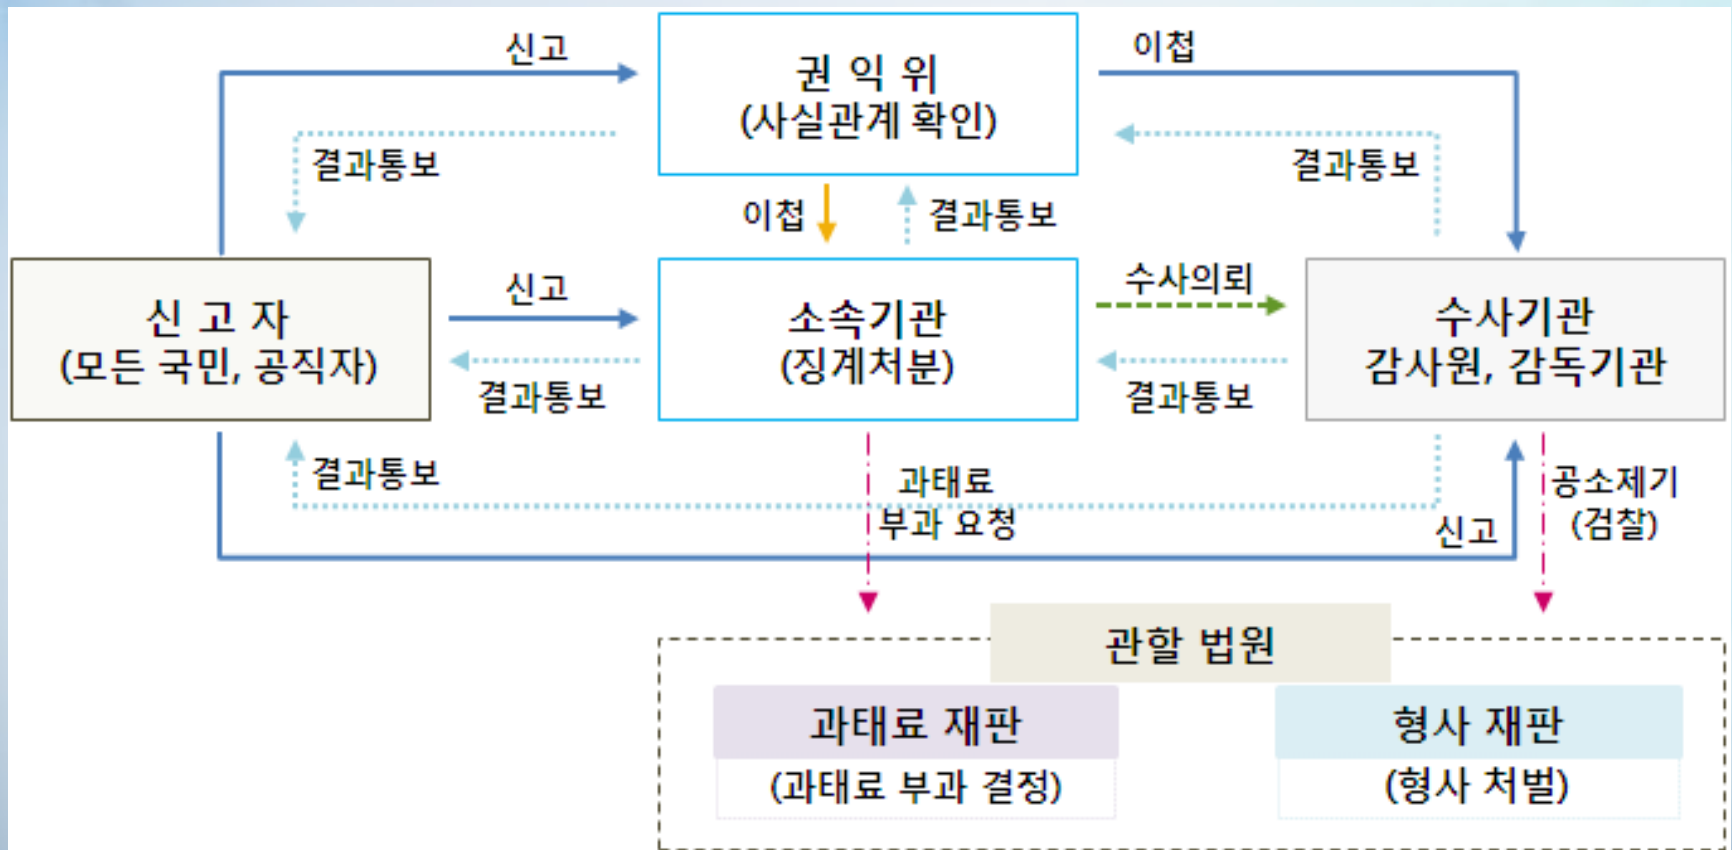 신고
권 익 위
(사실관계 확인)
이첩
결과통보
결과통보
이첩
결과통보
신 고 자
(모든 국민, 공직자)
신고
결과통보
소속기관
(징계처분)
수사의뢰
결과통보
수사기관
감사원, 감독기관
결과통보
과태료
부과 요청
신고
공소제기
(검찰)
관할 법원
과태료 재판
(과태료 부과 결정)
형사 재판
(형사 처벌)